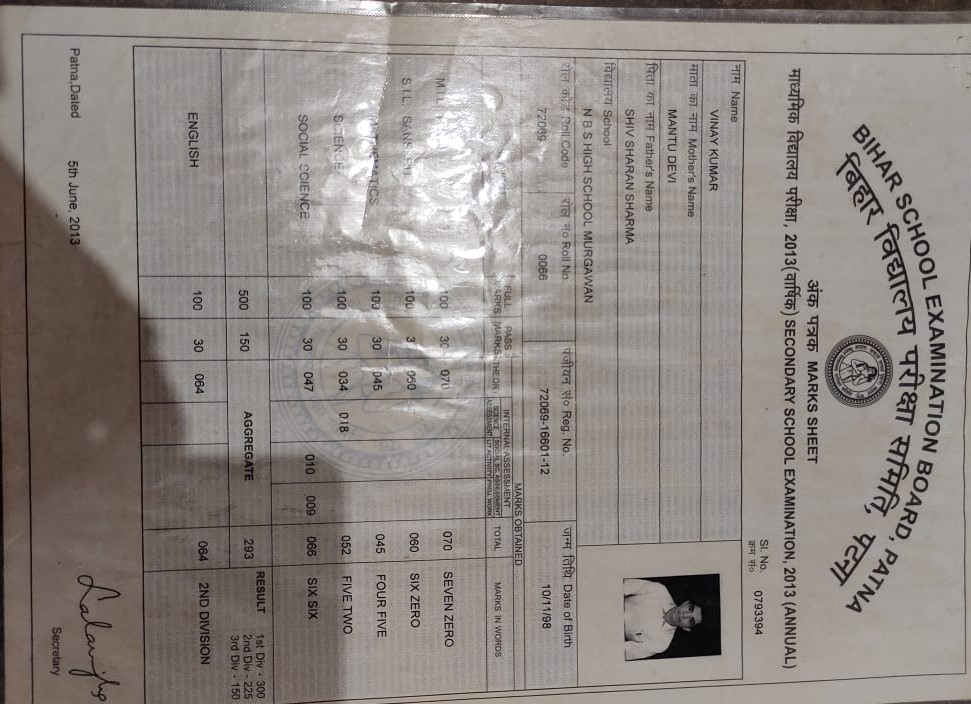 BIHAR SCHOOL EXAMINATION BOARD, PATNA
बिहार विद्यालय परीक्षा समिति, पटना
अंक पत्रक MARKS SHEET
माध्यमिक विद्यालय परीक्षा, 2013(वार्षिक) SECONDARY SCHOOL EXAMINATION, 2013 (ANNUAL)
Sl. No. 0793394
क्रम सं०
नाम Name
VINAY KUMAR
माता का नाम Mother's Name
MANTU DEVI
पिता का नाम Father's Name
SHIV SHARAN SHARMA
विद्यालय School
N B S HIGH SCHOOL MURGAWAN
रोल कोड Roll Code रोल सं० Roll No. पंजीयन सं० Reg. No. जन्म तिथि Date of Birth
72069 0066 72069-16601-12 10/11/98
MARKS OBTAINED
FULL MARKS PASS MARKS INTERNAL ASSESSMENT TOTAL MARKS IN WORDS
100 30 070 070 SEVEN ZERO
S.I.L. 100 060 060 SIX ZERO
100 30 045 045 FOUR FIVE
SCIENCE 100 30 034 018 052 FIVE TWO
SOCIAL SCIENCE 100 30 047 010 009 066 SIX SIX
500 150 AGGREGATE 293 RESULT 1st Div - 300
2nd Div - 225
3rd Div - 150
ENGLISH 100 30 064 064 2ND DIVISION
Patna,Dated 5th June, 2013
Secretary